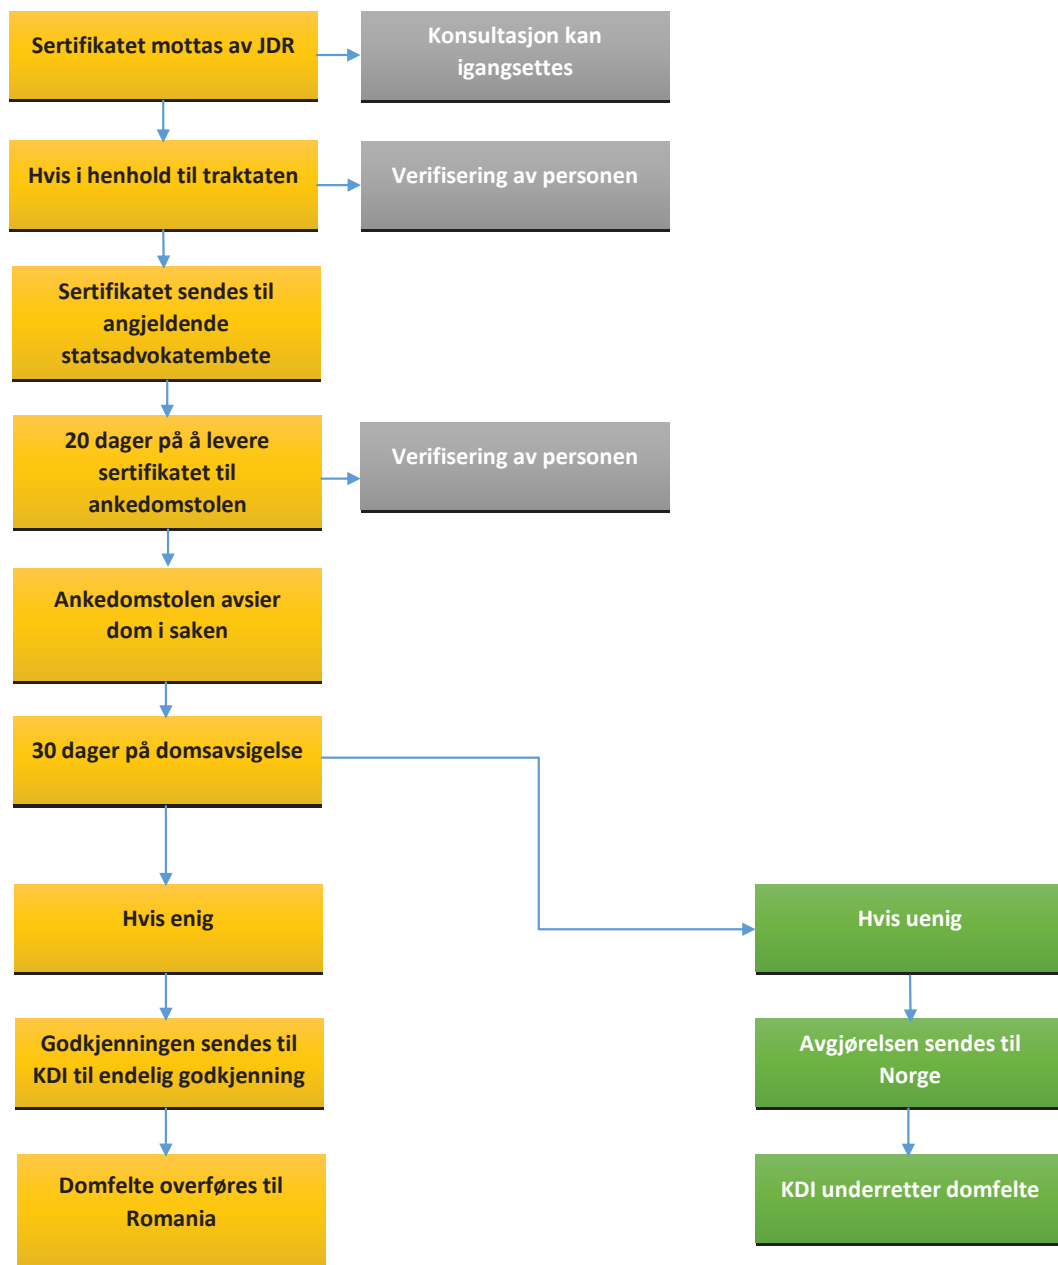 Sertifikatet mottas av JDR
Konsultasjon kan
igangsettes
Hvis i henhold til traktaten
Verifisering av personen
Sertifikatet sendes til
angjeldende
statsadvokatembete
20 dager på å levere
sertifikatet til
ankedomstolen
Verifisering av personen
Ankedomstolen avsier
dom i saken
30 dager på domsavsigelse
Hvis enig
Hvis uenig
Godkjenningen sendes til
KDI til endelig godkjenning
Avgjørelsen sendes til
Norge
Domfelte overføres til
Romania
KDI underretter domfelte